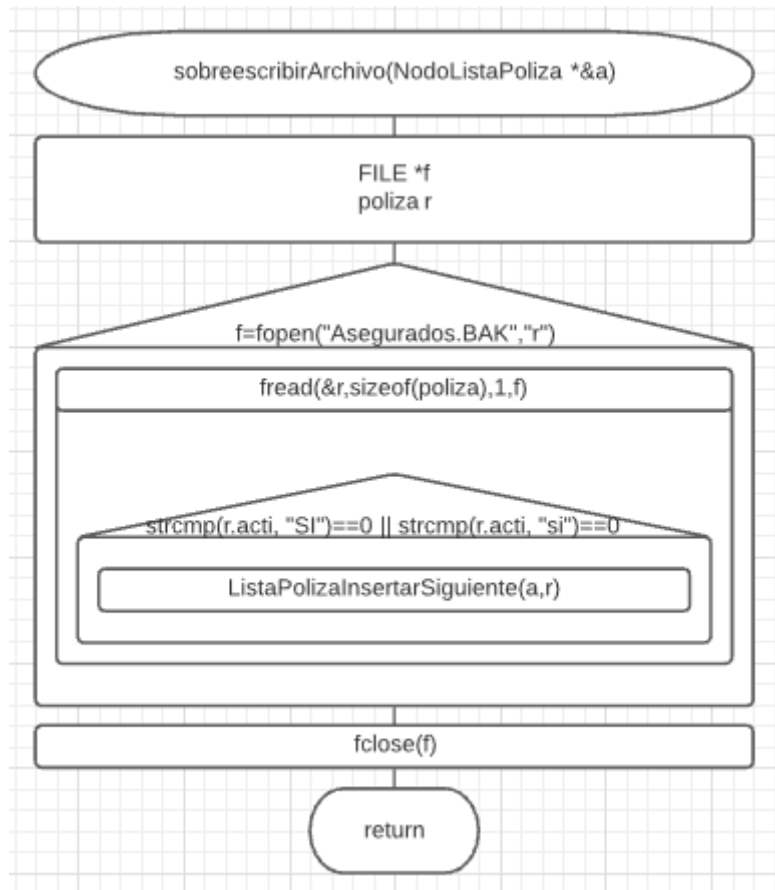 sobreescribirArchivo(NodoListaPoliza *&a)
FILE *f
poliza r
f=fopen("Asegurados.BAK","r")
fread(&r,sizeof(poliza),1,f)
strcmp(r.acti, "SI")==0 || strcmp(r.acti, "si")==0
ListaPolizaInsertarSiguiente(a,r)
fclose(f)
return